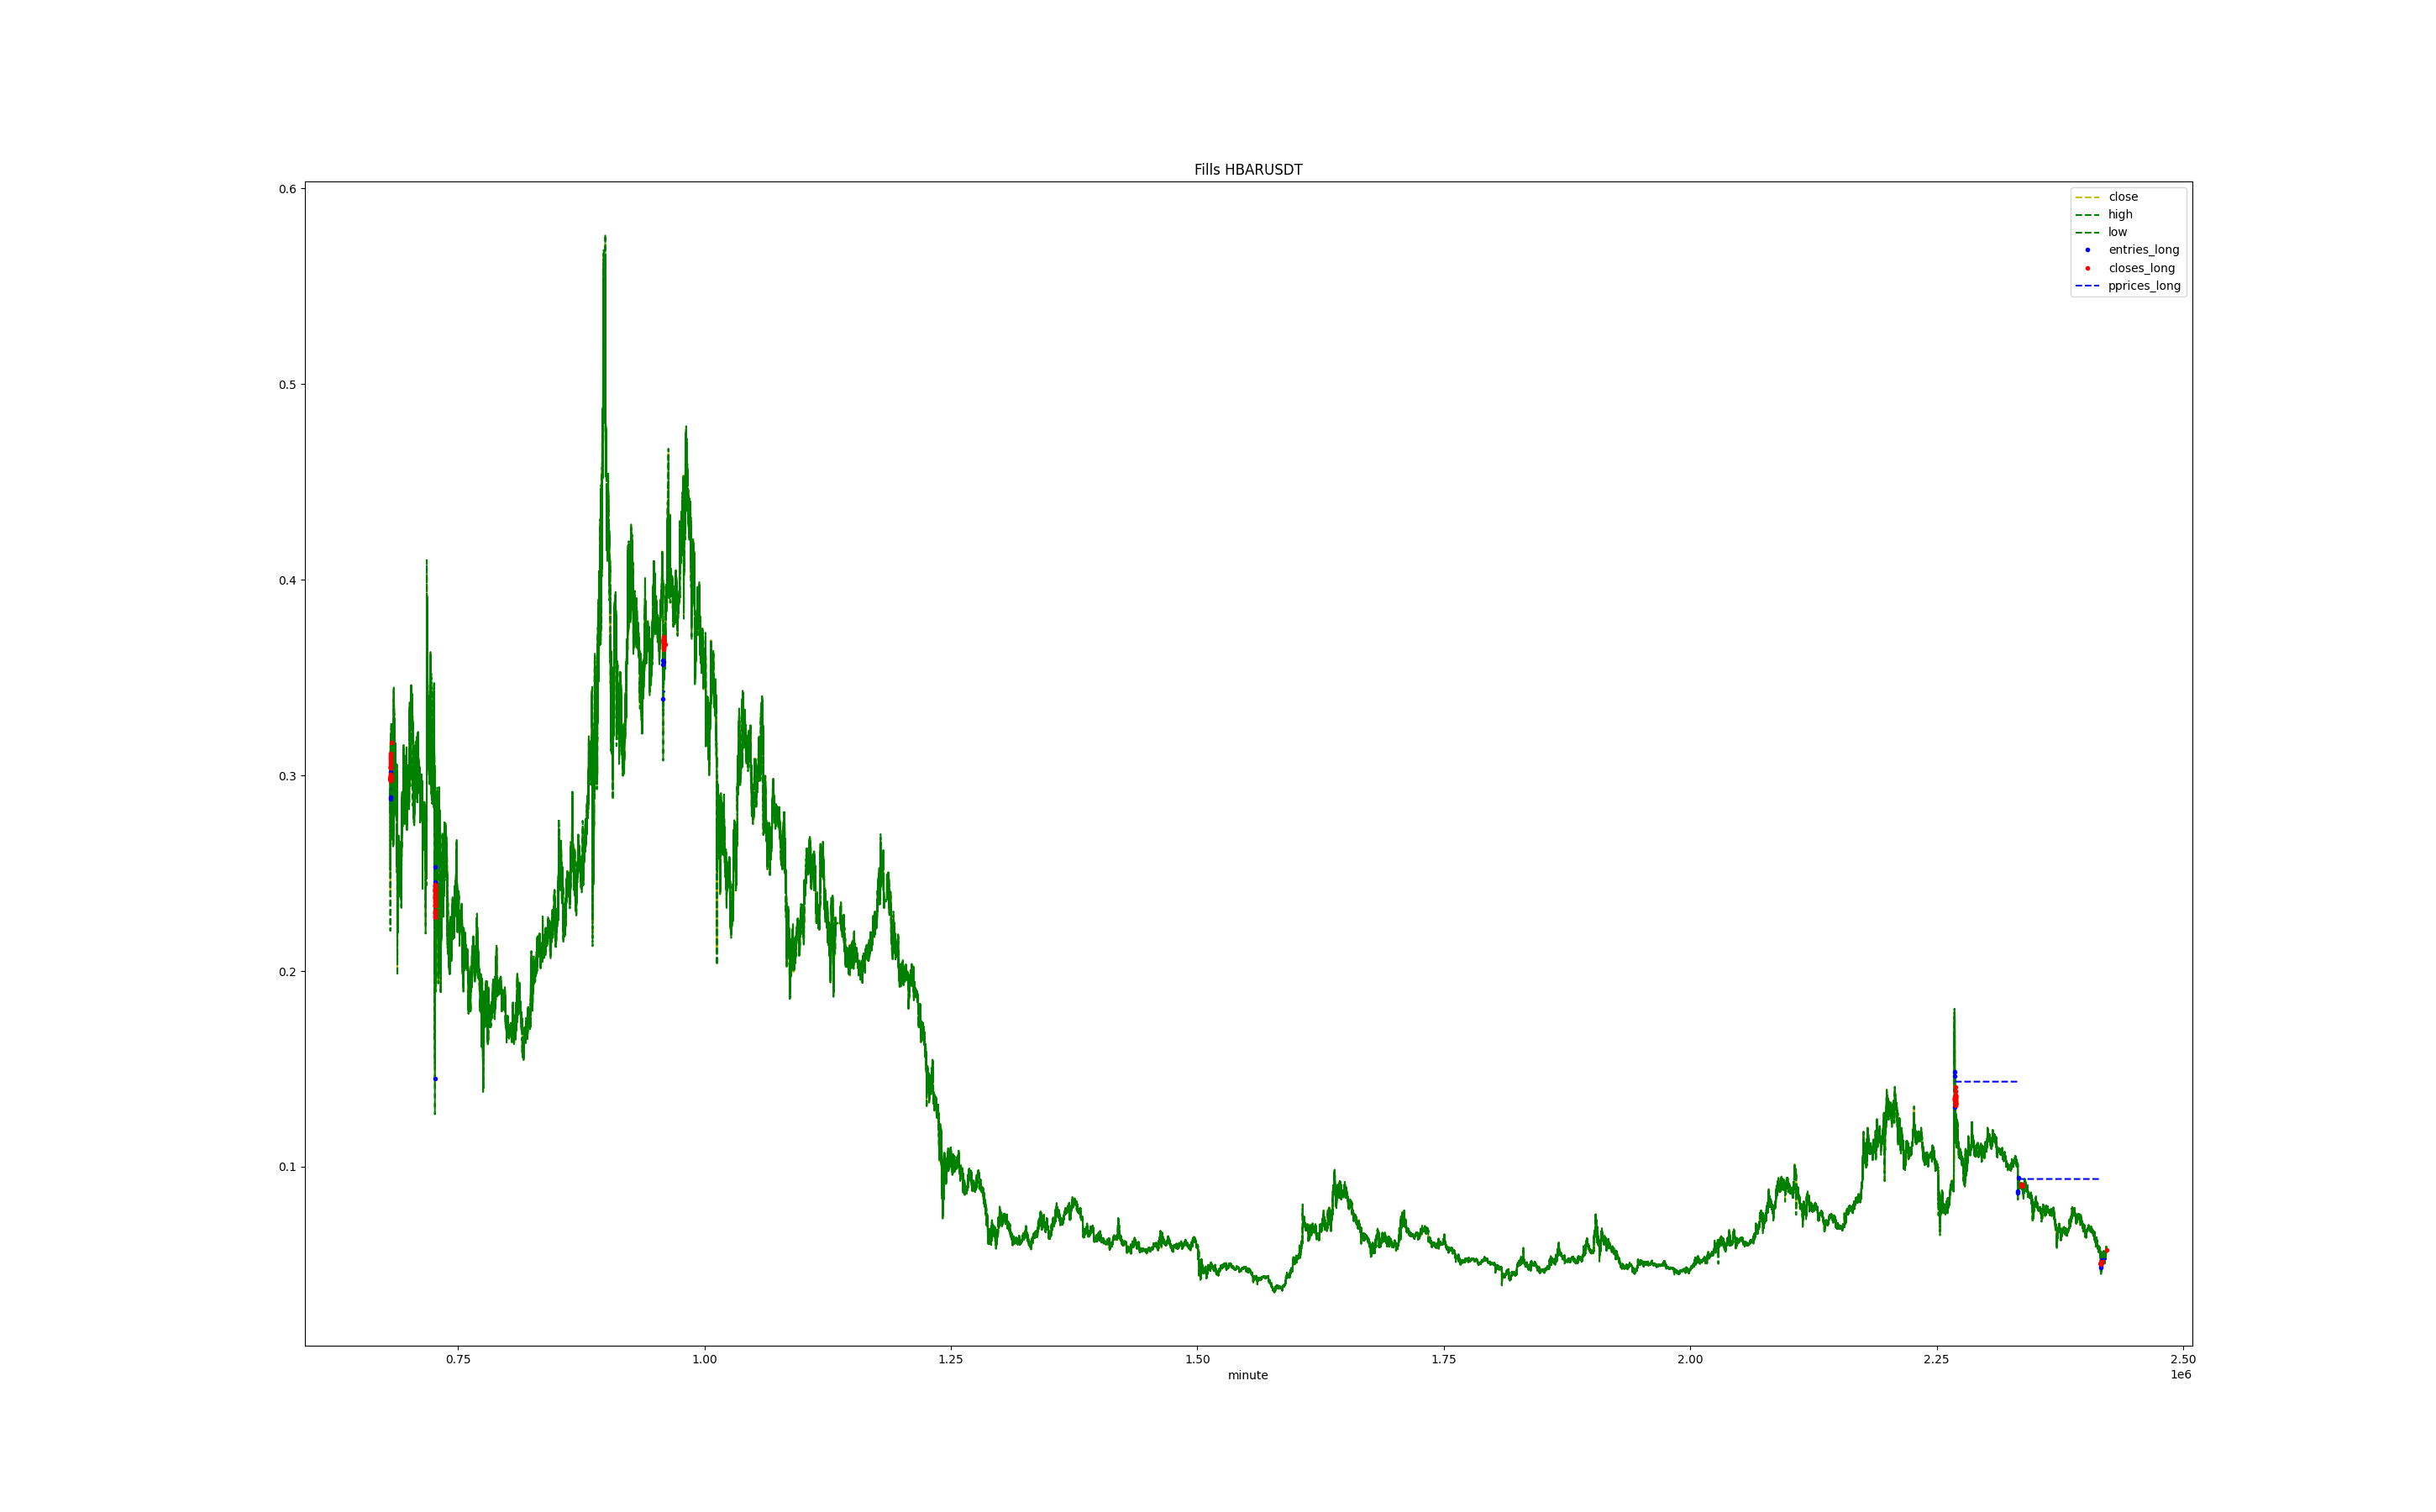 Fills HBARUSDT
0.6
0.5
0.4
0.3
0.2
0.1
close
high
low
entries_long
closes_long
pprices_long
0.75 1.00 1.25 1.50 1.75 2.00 2.25 2.50
minute 1e6